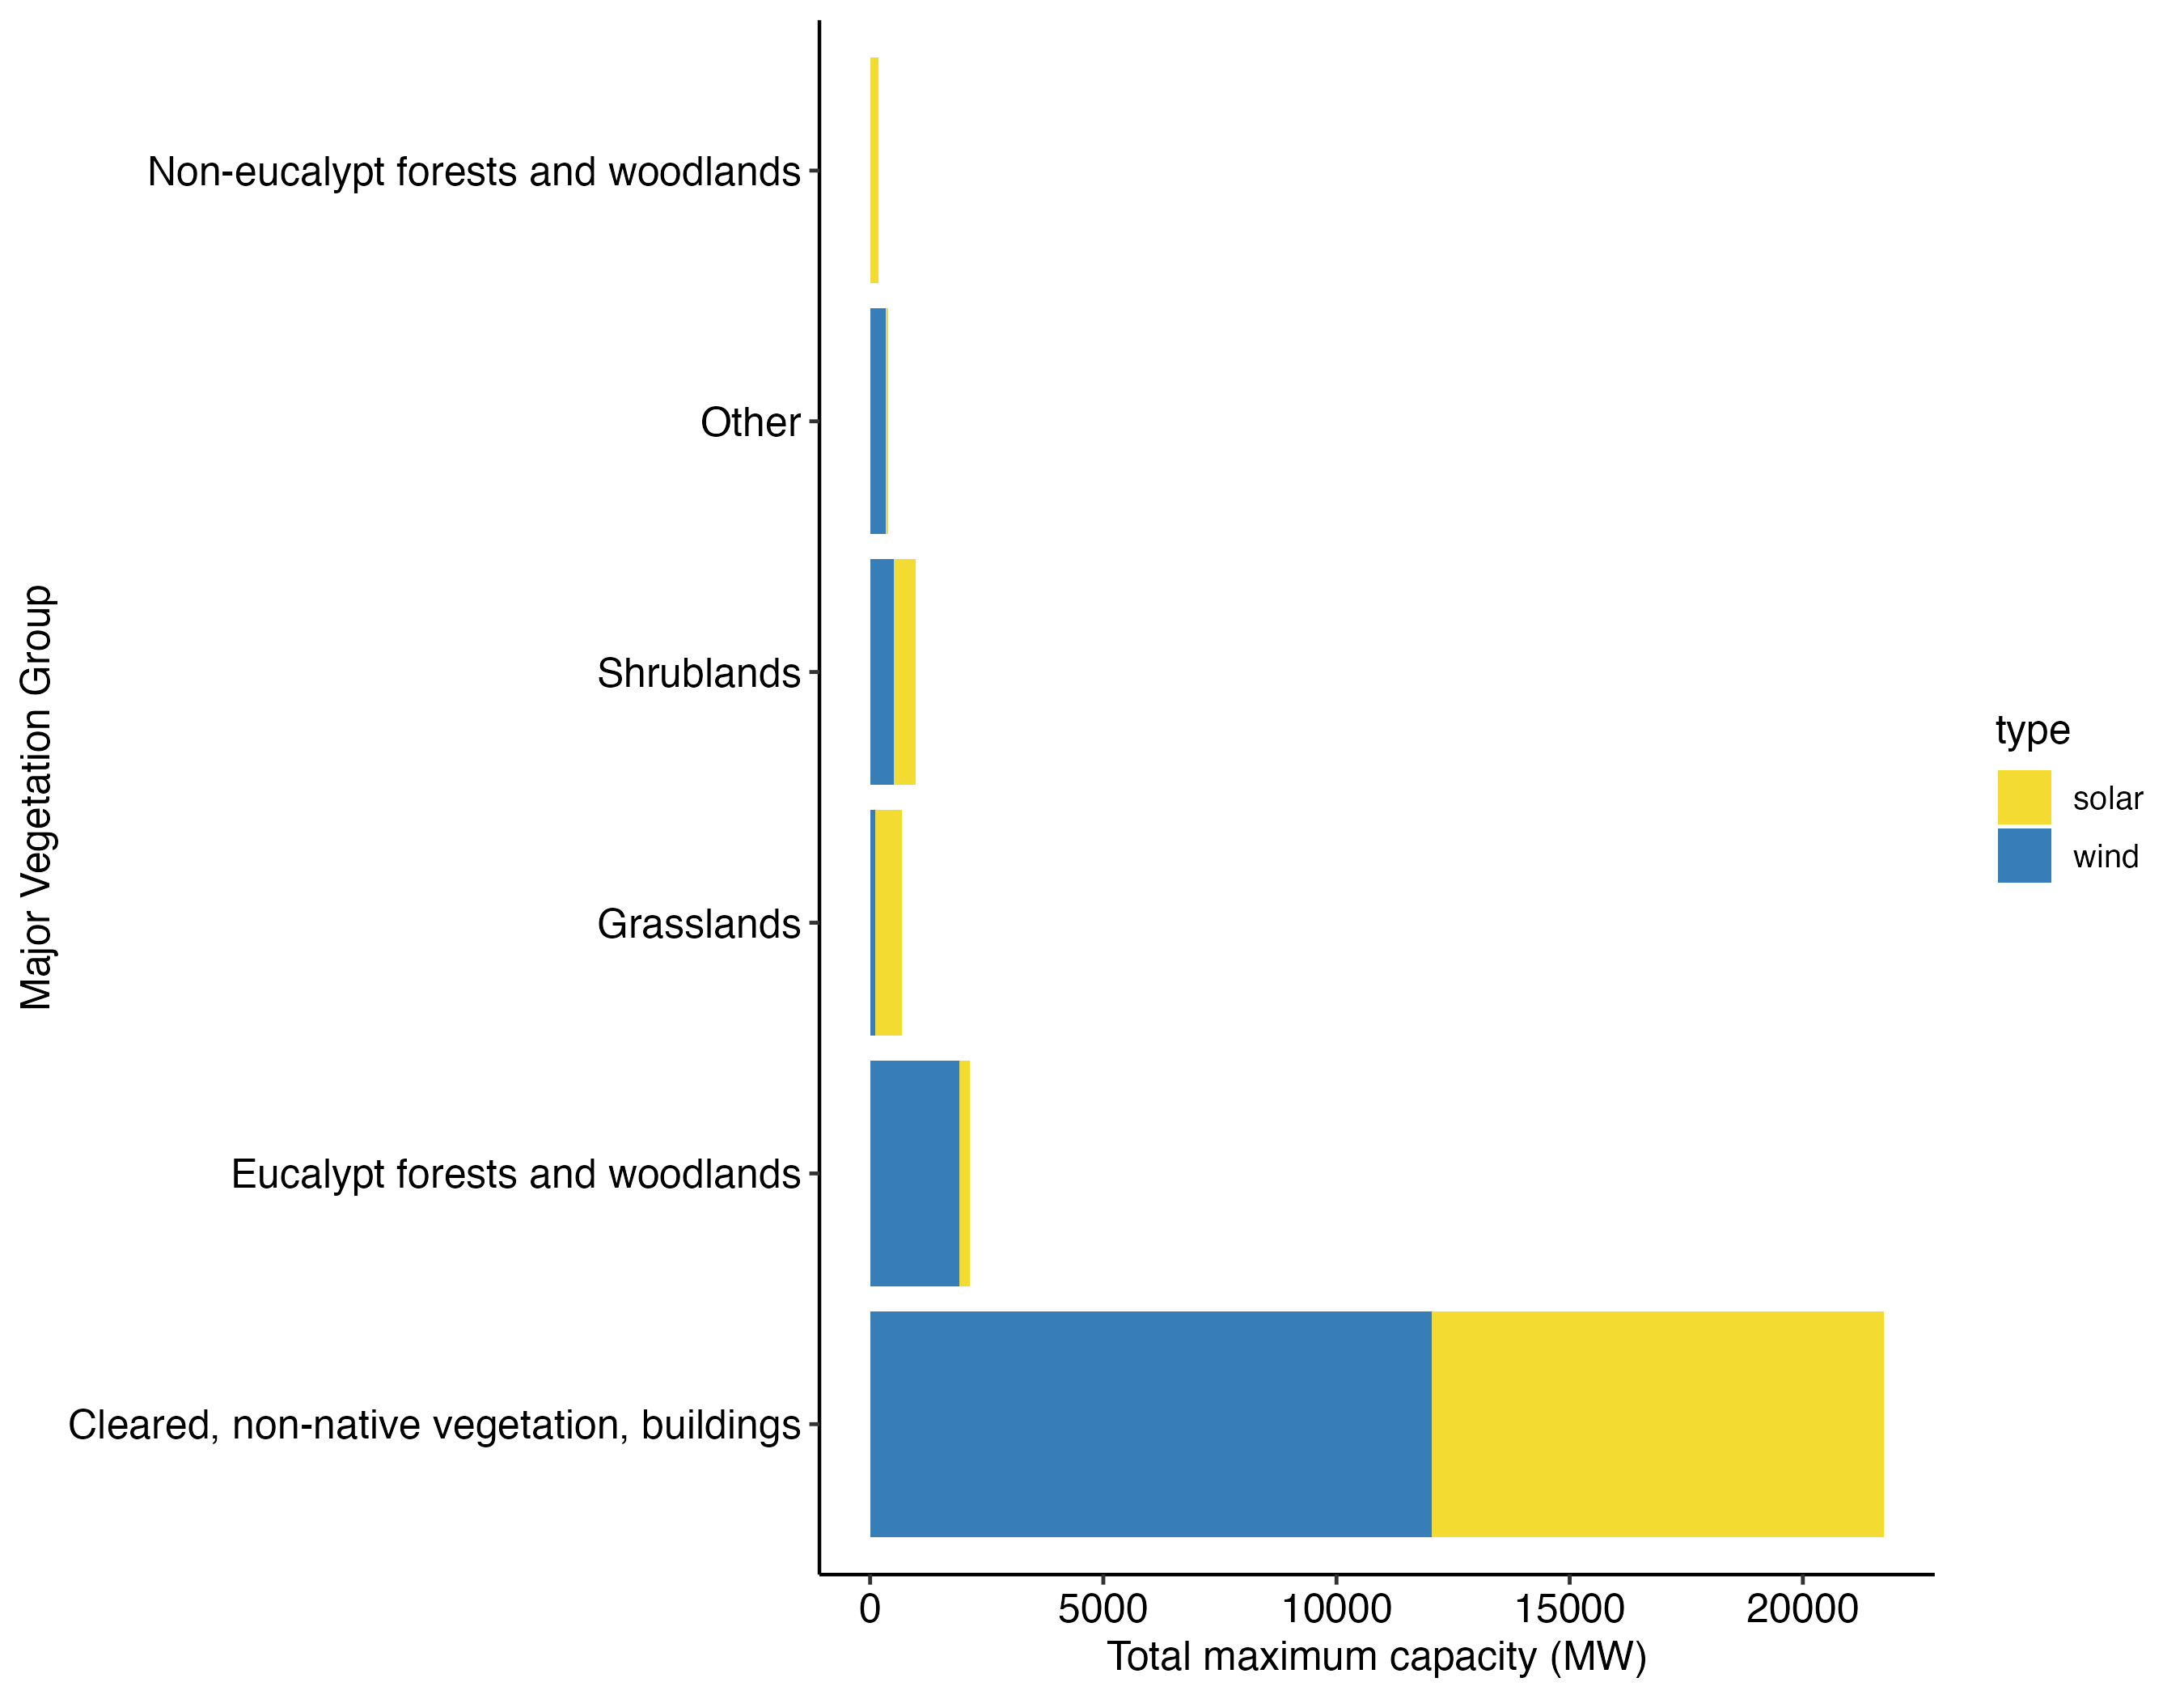 Major Vegetation Group
Non-eucalypt forests and woodlands
Other
Shrublands
Grasslands
Eucalypt forests and woodlands
Cleared, non-native vegetation, buildings
0 5000 10000 15000 20000
Total maximum capacity (MW)
type
solar
wind